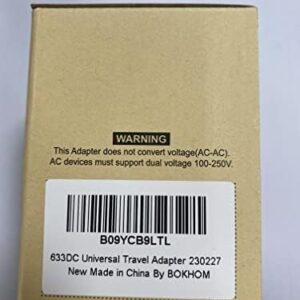 WARNING
This Adapter does not convert voltage(AC-AC).
AC devices must support dual voltage 100-250V.
B09YCB9LTL
633DC Universal Travel Adapter 230227
New Made in China By BOKHOM